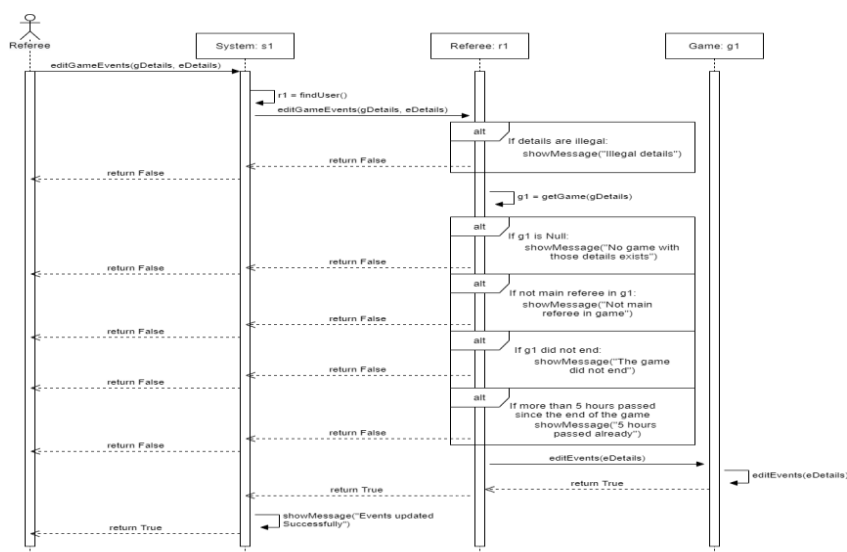 Referee
System: s1
Referee: r1
Game: g1
editGameEvents(gDetails, eDetails)
r1 = findUser()
editGameEvents(gDetails, eDetails)
alt
If details are illegal:
showMessage("Illegal details")
return False
return False
g1 = getGame(gDetails)
alt
If g1 is Null:
showMessage("No game with
those details exists")
return False
return False
alt
If not main referee in g1:
showMessage("Not main
referee in game")
return False
return False
alt
If g1 did not end:
showMessage("The game
did not end")
return False
return False
alt
If more than 5 hours passed
since the end of the game
showMessage("5 hours
passed already")
return False
return False
editEvents(eDetails)
editEvents(eDetails)
return True
return True
showMessage("Events updated
Successfully")
return True